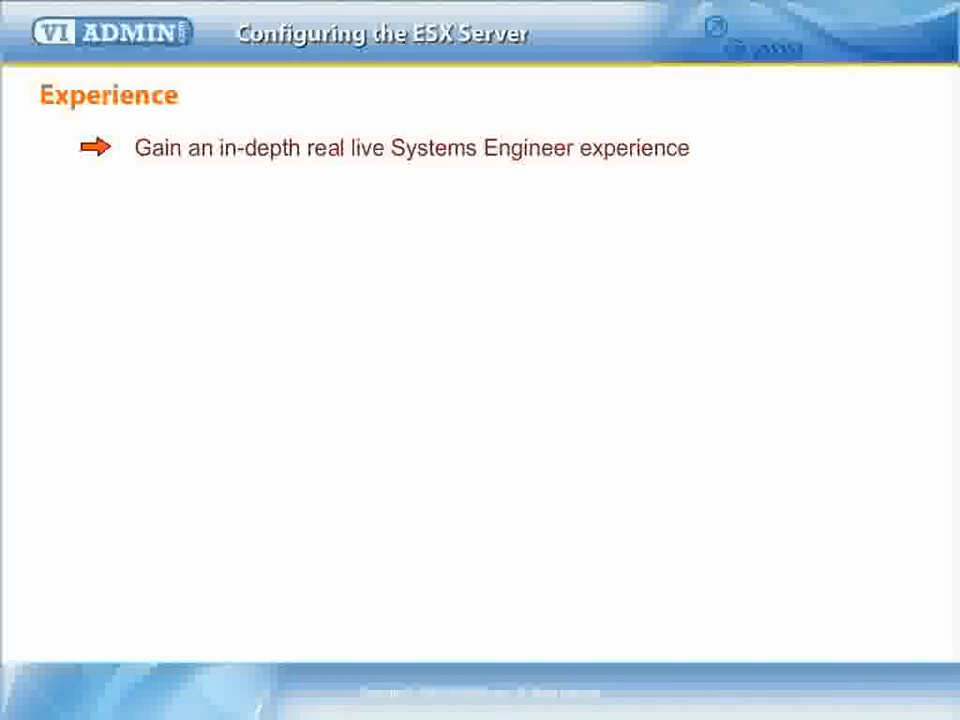 VI ADMIN
Configuring the ESX Server
Experience
Gain an in-depth real live Systems Engineer experience